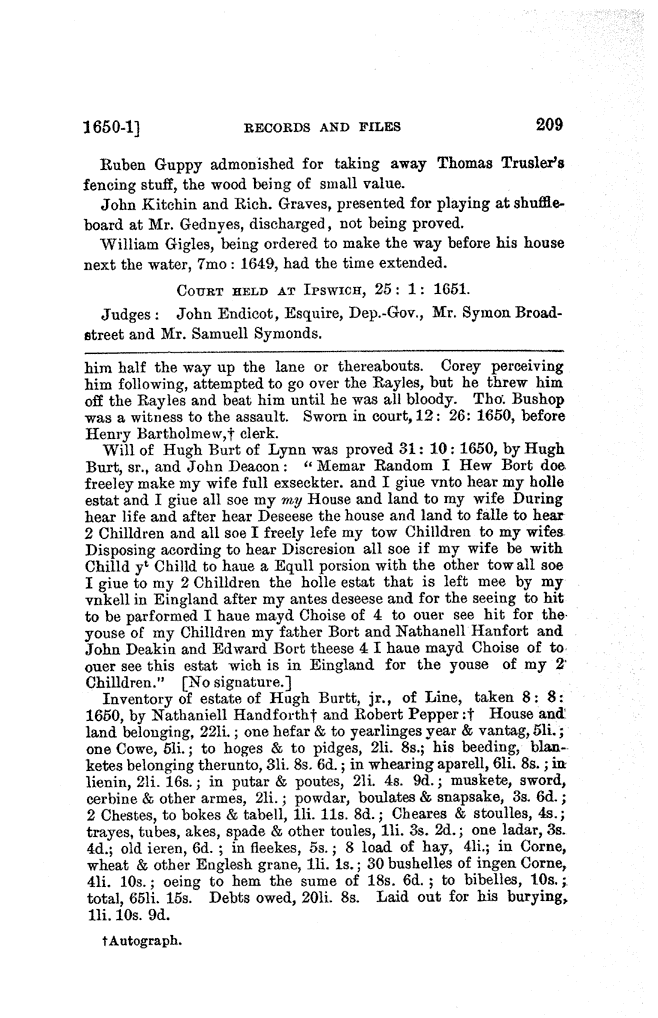 1650-1] RECORDS AND FILES 209
Ruben Guppy admonished for taking away Thomas Trusler's
fencing stuff, the wood being of small value.
John Kitchin and Rich. Graves, presented for playing at shuffle-
board at Mr. Gednyes, discharged, not being proved.
William Gigles, being ordered to make the way before his house
next the water, 7mo: 1649, had the time extended.
COURT HELD AT IPSWICH, 25: 1: 1651.
Judges: John Endicot, Esquire, Dep.-Gov., Mr. Symon Broad-
street and Mr. Samuell Symonds.
him half the way up the lane or thereabouts. Corey perceiving
him following, attempted to go over the Rayles, but he threw him
off the Rayles and beat him until he was all bloody. Tho. Bushop
was a witness to the assault. Sworn in court, 12: 26: 1650, before
Henry Bartholmew,† clerk.
Will of Hugh Burt of Lynn was proved 31: 10: 1650, by Hugh
Burt, sr., and John Deacon: "Memar Random I Hew Bort doe
freeley make my wife full exseckter. and I giue vnto hear my holle
estat and I giue all soe my my House and land to my wife During
hear life and after hear Deseese the house and land to falle to hear
2 Chilldren and all soe I freely lefe my tow Chilldren to my wifes
Disposing acording to hear Discresion all soe if my wife be with
Chilld yt Chilld to haue a Equll porsion with the other tow all soe
I giue to my 2 Chilldren the holle estat that is left mee by my
vnkell in Eingland after my antes deseese and for the seeing to hit
to be parformed I haue mayd Choise of 4 to ouer see hit for the
youse of my Chilldren my father Bort and Nathanell Hanfort and
John Deakin and Edward Bort theese 4 I haue mayd Choise of to
ouer see this estat wich is in Eingland for the youse of my 2
Chilldren." [No signature.]
Inventory of estate of Hugh Burtt, jr., of Line, taken 8: 8:
1650, by Nathaniell Handforth† and Robert Pepper:† House and
land belonging, 22li.; one hefar & to yearlinges year & vantag, 5li.;
one Cowe, 5li.; to hoges & to pidges, 2li. 8s.; his beeding, blan-
ketes belonging therunto, 3li. 8s. 6d.; in whearing aparell, 6li. 8s.; in
lienin, 2li. 16s.; in putar & poutes, 2li. 4s. 9d.; muskete, sword,
cerbine & other armes, 2li.; powdar, boulates & snapsake, 3s. 6d.;
2 Chestes, to bokes & tabell, 1li. 11s. 8d.; Cheares & stoulles, 4s.;
trayes, tubes, akes, spade & other toules, 1li. 3s. 2d.; one ladar, 3s.
4d.; old ieren, 6d.; in fleekes, 5s.; 8 load of hay, 4li.; in Corne,
wheat & other Englesh grane, 1li. 1s.; 30 bushelles of ingen Corne,
4li. 10s.; oeing to hem the sume of 18s. 6d.; to bibelles, 10s.;
total, 65li. 15s. Debts owed, 20li. 8s. Laid out for his burying,
1li. 10s. 9d.
†Autograph.